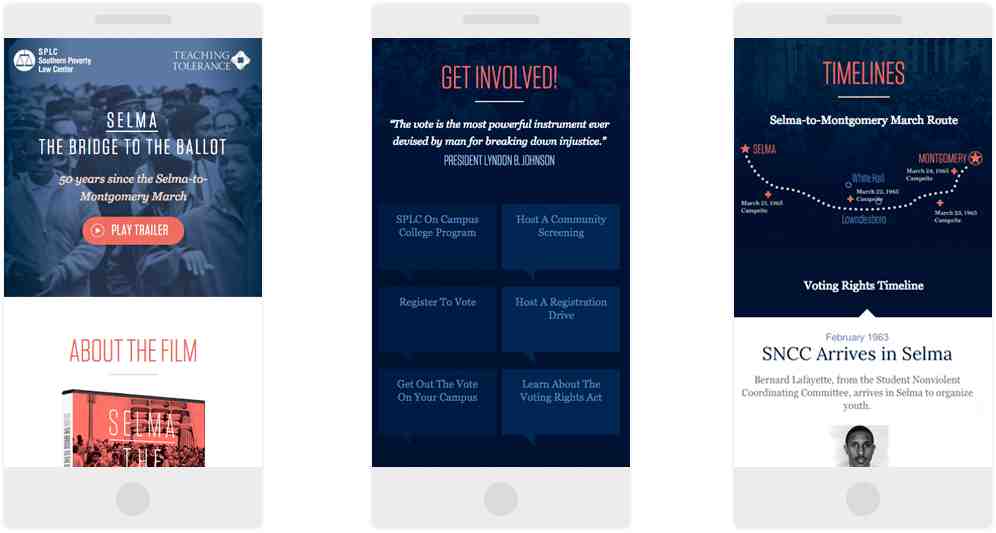 SPLC
Southern Poverty
Law Center
TEACHING
TOLERANCE
SELMA
THE BRIDGE TO THE BALLOT
50 years since the Selma-to-
Montgomery March
PLAY TRAILER
ABOUT THE FILM
SELMA
THE
GET INVOLVED!
“The vote is the most powerful instrument ever
devised by man for breaking down injustice.”
PRESIDENT LYNDON B. JOHNSON
SPLC On Campus
College Program
Host A Community
Screening
Register To Vote
Host A Registration
Drive
Get Out The Vote
On Your Campus
Learn About The
Voting Rights Act
TIMELINES
Selma-to-Montgomery March Route
SELMA
MONTGOMERY
March 24, 1965
Campsite
White Hall
March 22, 1965
Campsite
March 21, 1965
Campsite
March 23, 1965
Campsite
Lowndesboro
Voting Rights Timeline
February 1963
SNCC Arrives in Selma
Bernard Lafayette, from the Student Nonviolent
Coordinating Committee, arrives in Selma to organize
youth.